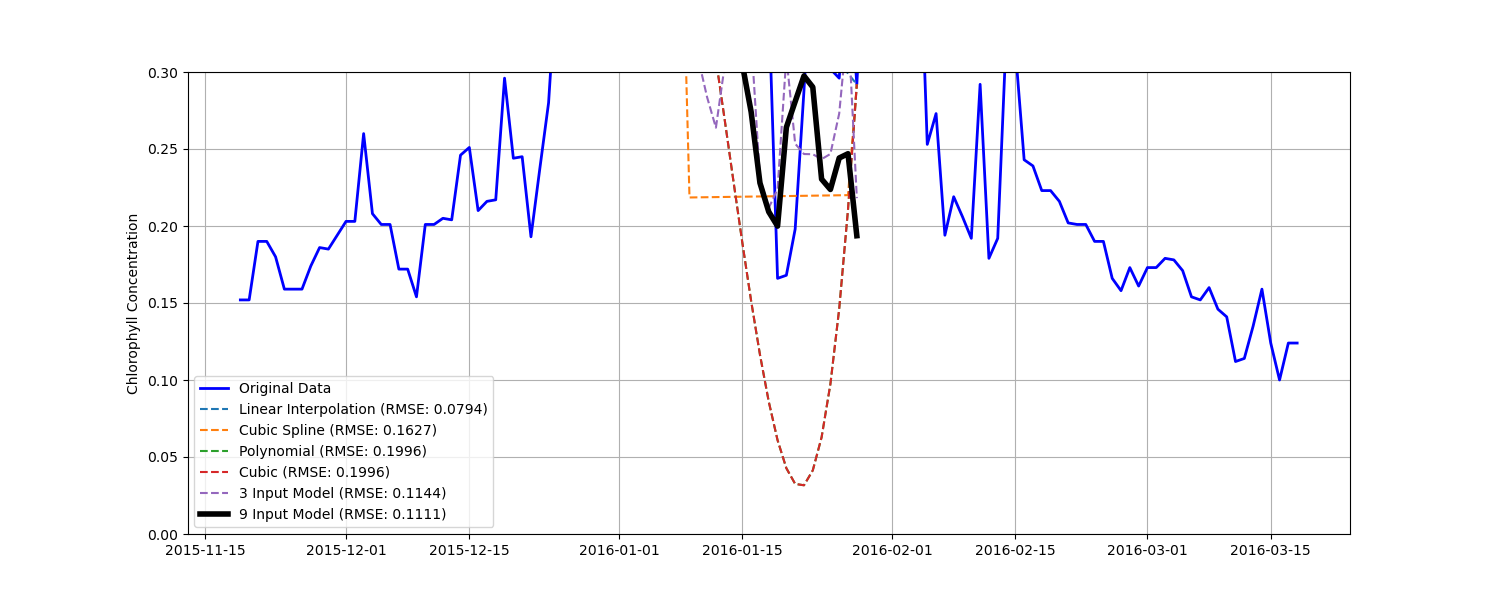 0.30
0.25
0.20
0.15
0.10
0.05
0.00
Chlorophyll Concentration
Original Data
Linear Interpolation (RMSE: 0.0794)
Cubic Spline (RMSE: 0.1627)
Polynomial (RMSE: 0.1996)
Cubic (RMSE: 0.1996)
3 Input Model (RMSE: 0.1144)
9 Input Model (RMSE: 0.1111)
2015-11-15 2015-12-01 2015-12-15 2016-01-01 2016-01-15 2016-02-01 2016-02-15 2016-03-01 2016-03-15